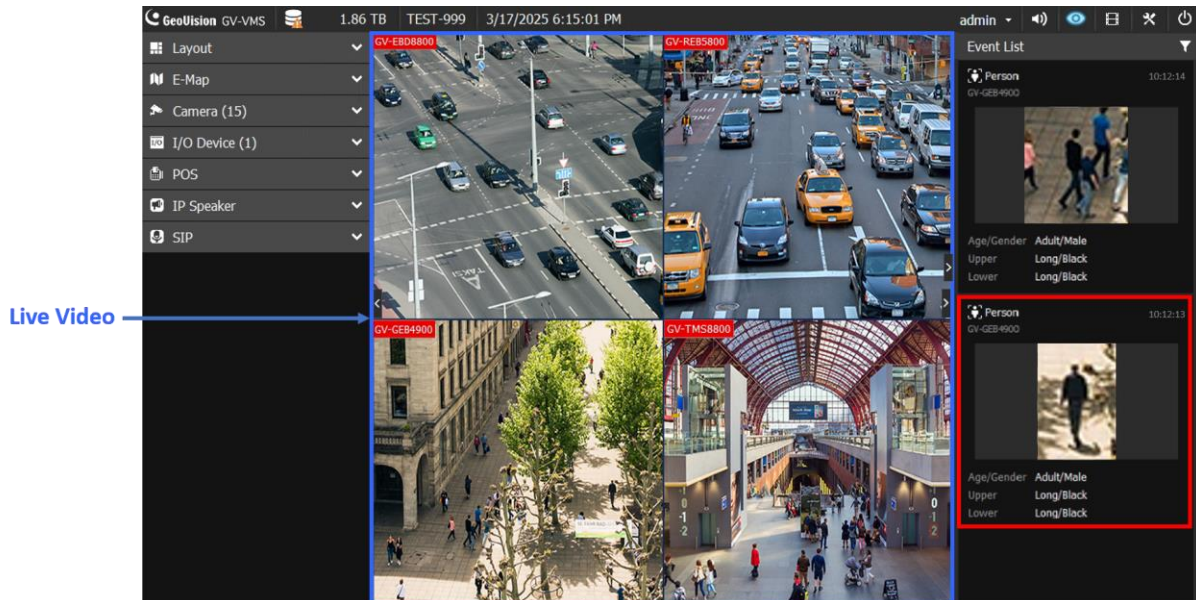 GeoVision GV-VMS 1.86 TB TEST-999 3/17/2025 6:15:01 PM admin
Layout
E-Map
Camera (15)
I/O Device (1)
POS
IP Speaker
SIP
Live Video
GV-EBD8800
GV-REB5800
TAKSI
GV-GEB4900
GV-TMS8800
Event List
Person 10:12:14
GV-GEB4900
Age/Gender Adult/Male
Upper Long/Black
Lower Long/Black
Person 10:12:13
GV-GEB4900
Age/Gender Adult/Male
Upper Long/Black
Lower Long/Black